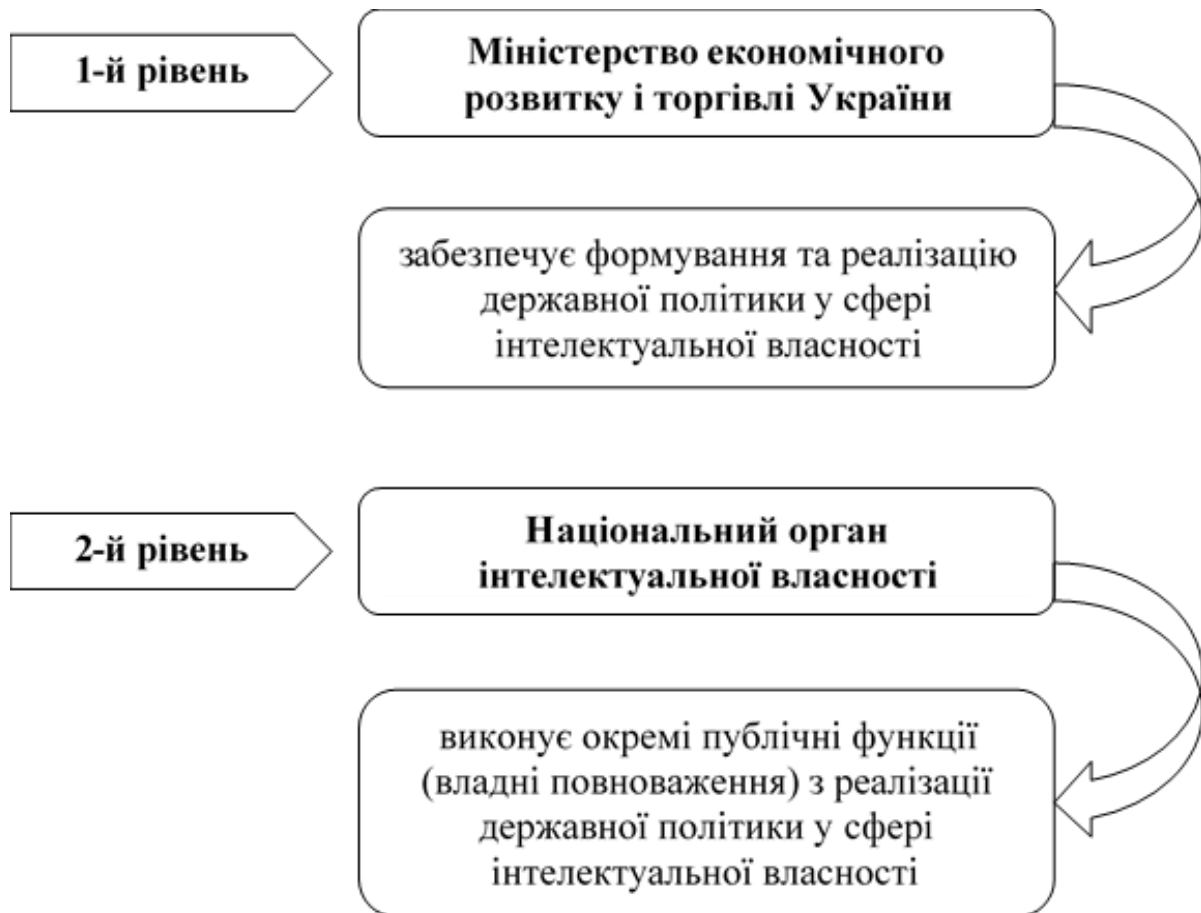 1-й рівень
Міністерство економічного
розвитку і торгівлі України
забезпечує формування та реалізацію
державної політики у сфері
інтелектуальної власності
2-й рівень
Національний орган
інтелектуальної власності
виконує окремі публічні функції
(владні повноваження) з реалізації
державної політики у сфері
інтелектуальної власності